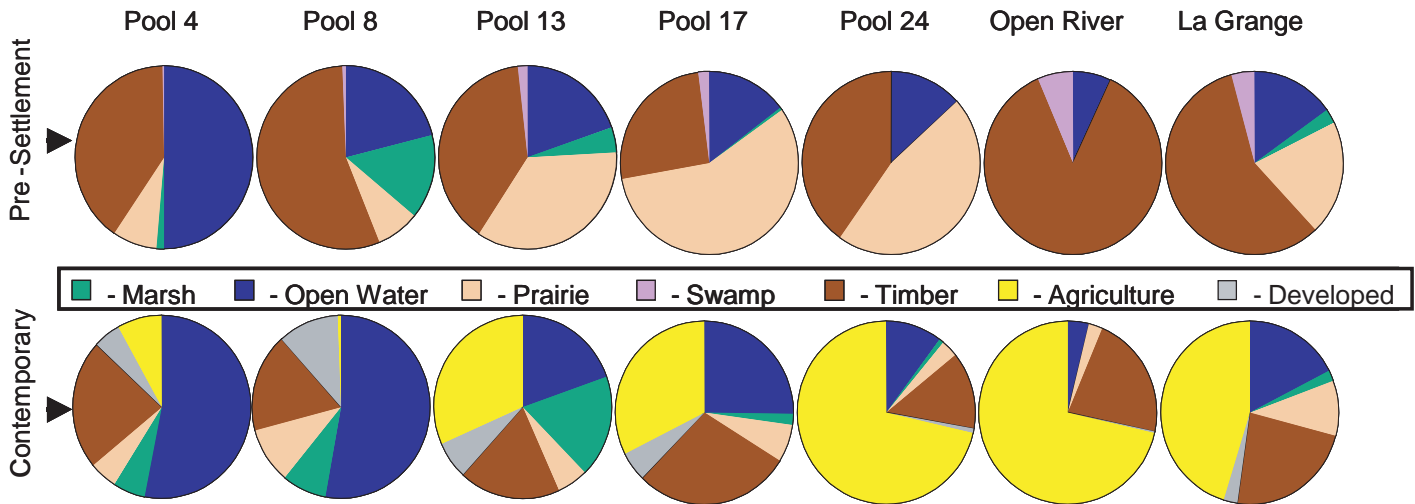 Pool 4 Pool 8 Pool 13 Pool 17 Pool 24 Open River La Grange
Pre -Settlement
- Marsh - Open Water - Prairie - Swamp - Timber - Agriculture - Developed
Contemporary